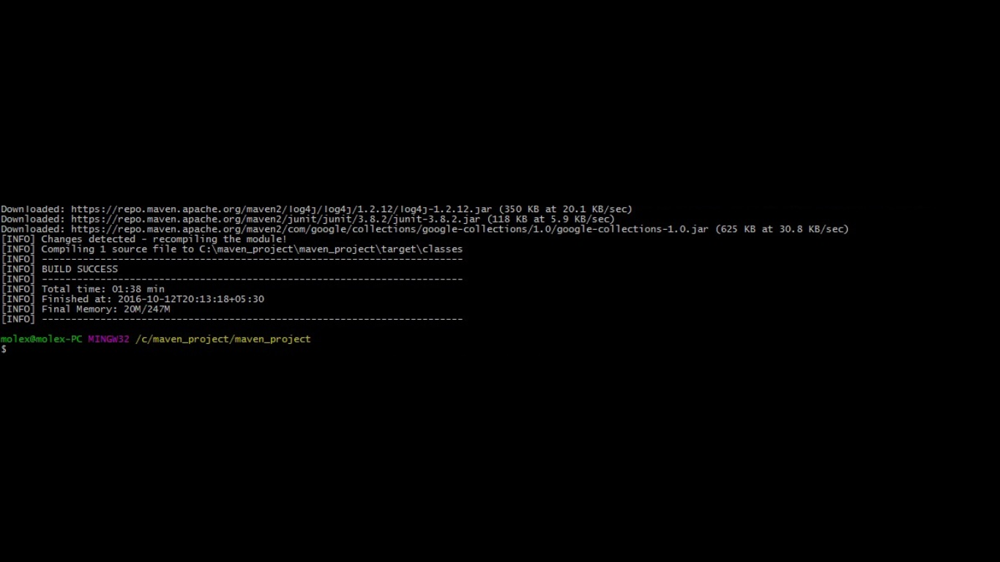 Downloaded: https://repo.maven.apache.org/maven2/log4j/log4j/1.2.12/log4j-1.2.12.jar (350 KB at 20.1 KB/sec)
Downloaded: https://repo.maven.apache.org/maven2/junit/junit/3.8.2/junit-3.8.2.jar (118 KB at 5.9 KB/sec)
Downloaded: https://repo.maven.apache.org/maven2/com/google/collections/google-collections/1.0/google-collections-1.0.jar (625 KB at 30.8 KB/sec)
[INFO] Changes detected - recompiling the module!
[INFO] Compiling 1 source file to C:\maven_project\maven_project\target\classes
[INFO] ------------------------------------------------------------------------
[INFO] BUILD SUCCESS
[INFO] ------------------------------------------------------------------------
[INFO] Total time: 01:38 min
[INFO] Finished at: 2016-10-12T20:13:18+05:30
[INFO] Final Memory: 20M/247M
[INFO] ------------------------------------------------------------------------
molex@molex-PC MINGW32 /c/maven_project/maven_project
$